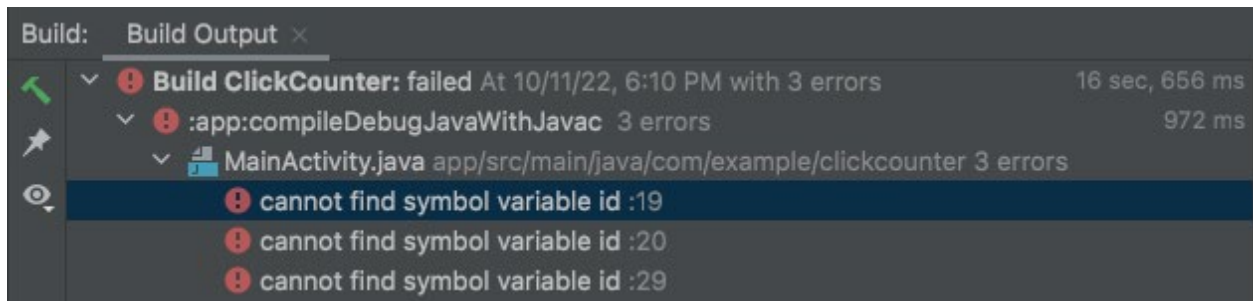 Build: Build Output ×
Build ClickCounter: failed At 10/11/22, 6:10 PM with 3 errors 16 sec, 656 ms
:app:compileDebugJavaWithJavac 3 errors 972 ms
MainActivity.java app/src/main/java/com/example/clickcounter 3 errors
cannot find symbol variable id :19
cannot find symbol variable id :20
cannot find symbol variable id :29